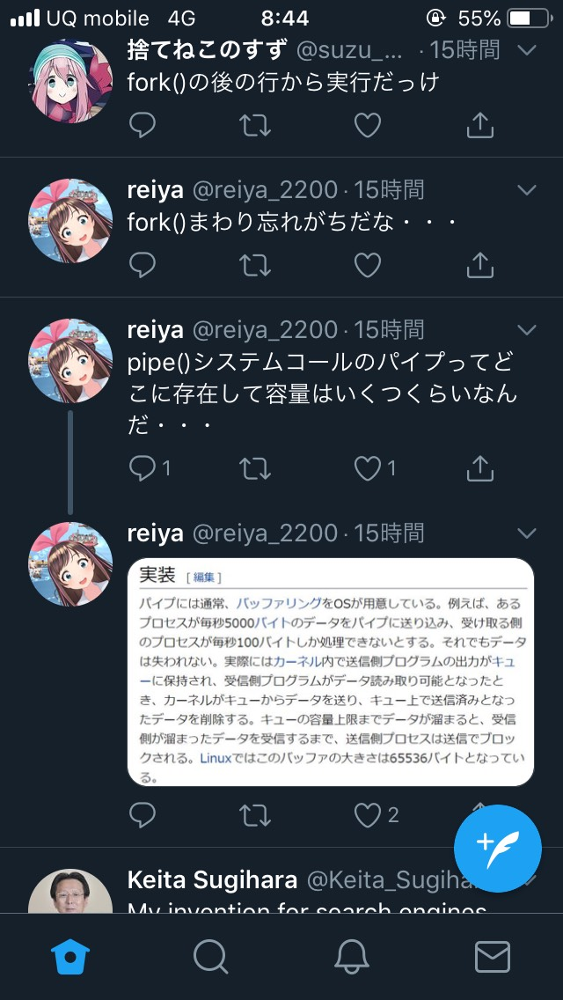 UQ mobile 4G 8:44 55%
捨てねこのすず @suzu_... · 15時間
fork()の後の行から実行だっけ
reiya @reiya_2200 · 15時間
fork()まわり忘れがちだな・・・
reiya @reiya_2200 · 15時間
pipe()システムコールのパイプってど
こに存在して容量はいくつくらいなん
だ・・・
1 1
reiya @reiya_2200 · 15時間
実装 [編集]
パイプには通常、バッファリングをOSが用意している。例えば、ある
プロセスが毎秒5000バイトのデータをパイプに送り込み、受け取る側
のプロセスが毎秒100バイトしか処理できないとする。それでもデータ
は失われない。実際にはカーネル内で送信側プログラムの出力がキュ
ーに保持され、受信側プログラムがデータ読み取り可能となったと
き、カーネルがキューからデータを送り、キュー上で送信済みとなっ
たデータを削除する。キューの容量上限までデータが溜まると、受信
側が溜まったデータを受信するまで、送信側プロセスは送信でブロッ
クされる。Linuxではこのバッファの大きさは65536バイトとなってい
る。
2
Keita Sugihara @Keita_Sugiha...
My invention for search engines